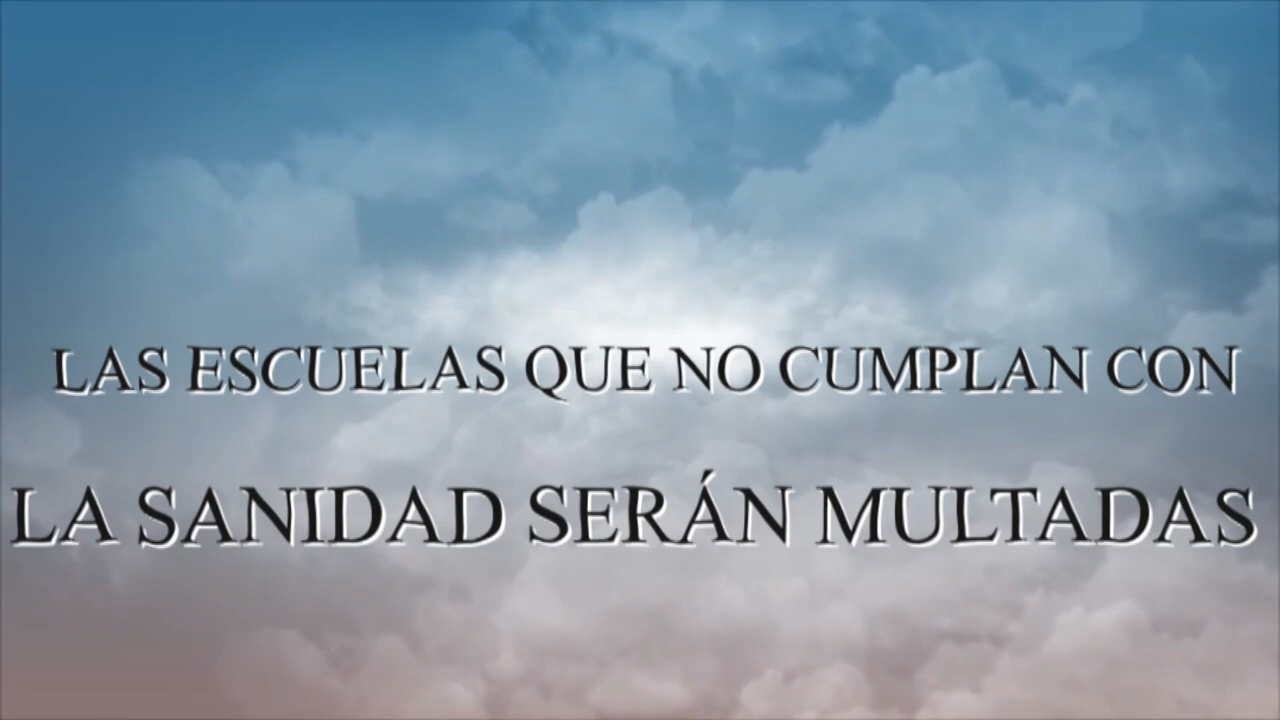 LAS ESCUELAS QUE NO CUMPLAN CON
LA SANIDAD SERÁN MULTADAS